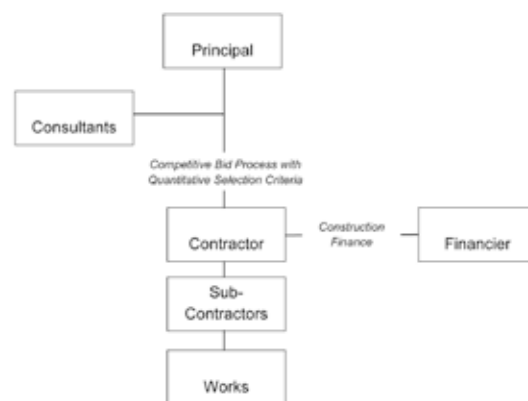 Principal
Consultants
Competitive Bid Process with
Quantitative Selection Criteria
Contractor
Construction
Finance
Financier
Sub-
Contractors
Works